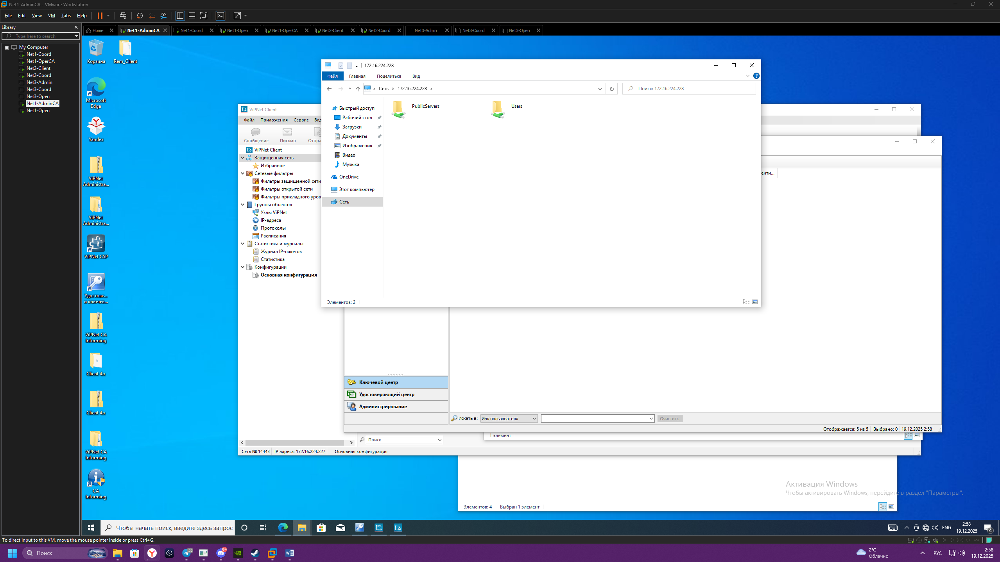 Net1-AdminCA - VMware Workstation
File Edit View VM Tabs Help
Library
Type here to search
My Computer
Net1-Coord
Net1-OperCA
Net2-Client
Net2-Coord
Net3-Admin
Net3-Coord
Net3-Open
Net1-AdminCA
Net1-Open
Home Net1-AdminCA Net1-Coord Net1-Open Net1-OperCA Net2-Client Net2-Coord Net3-Admin Net3-Coord Net3-Open
Корзина
Rem_Client
Microsoft
Edge
Yandex
ViPNet
Administra...
ViPNet
Administra...
ViPNet CSP
Удостове...
и ключев...
ViPNet CA
Informing
Client 4.x
Client 4.x
ViPNet CA
Informing
CA
Informing
ViPNet Client
Файл Приложения Сервис Вид
Сообщение Письмо Отпра
ViPNet Client
Защищенная сеть
Избранное
Сетевые фильтры
Фильтры защищенной сети
Фильтры открытой сети
Фильтры прикладного уров
Группы объектов
Узлы ViPNet
IP-адреса
Протоколы
Расписания
Статистика и журналы
Журнал IP-пакетов
Статистика
Конфигурации
Основная конфигурация
Поиск
Сеть № 14443 IP-адреса: 172.16.224.227 Основная конфигурация
172.16.224.228
Файл Главная Поделиться Вид
Сеть 172.16.224.228
Поиск: 172.16.224.228
Быстрый доступ
Рабочий стол
Загрузки
Документы
Изображения
Видео
Музыка
OneDrive
Этот компьютер
Сеть
PublicServers
Users
Элементов: 2
енти...
Ключевой центр
Удостоверяющий центр
Администрирование
Искать в: Имя пользователя Очистить
Отображается: 5 из 5 Выбрано: 0 19.12.2025 2:58
1 элемент
Элементов: 4 Выбран 1 элемент
Активация Windows
Чтобы активировать Windows, перейдите в раздел "Параметры".
Чтобы начать поиск, введите здесь запрос
ENG
2:58
19.12.2025
4
To direct input to this VM, move the mouse pointer inside or press Ctrl+G.
Поиск
.02
9+
2°C
Облачно
РУС
2:58
19.12.2025